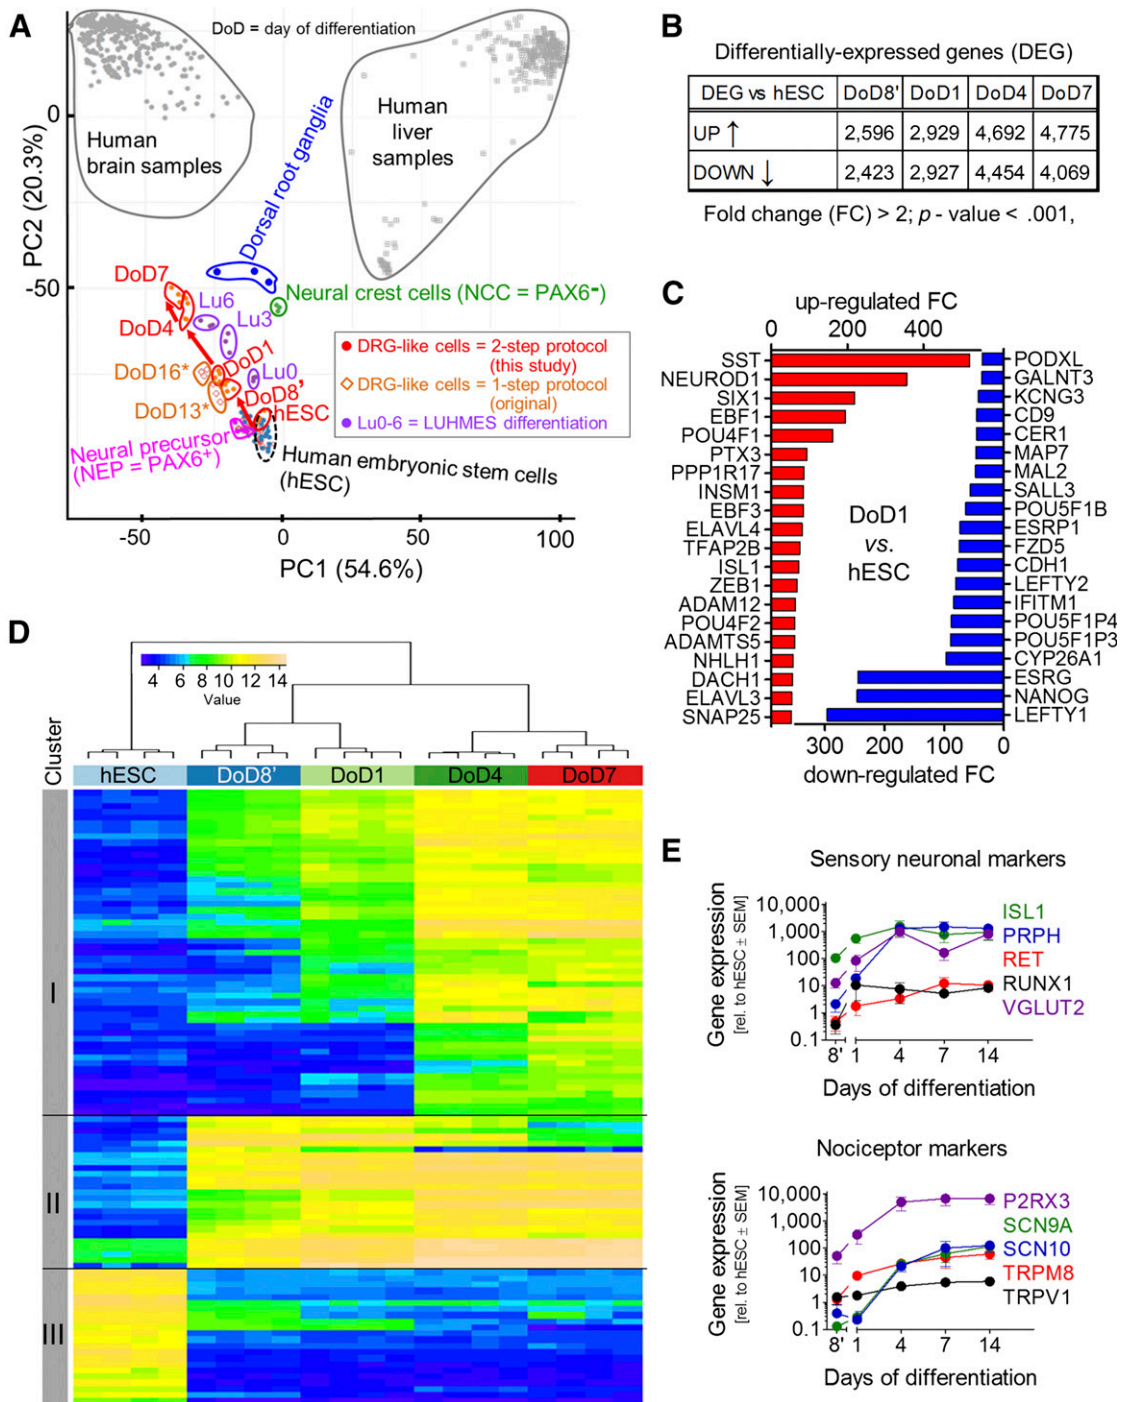 A
DoD = day of differentiation
Human
brain samples
Human
liver
samples
Dorsal root ganglia
0
-50
PC2 (20.3%)
DoD7
Lu6
Neural crest cells (NCC = PAX6-)
DoD4
Lu3
DoD1
DoD16*
Lu0
DoD8'
DoD13*
hESC
Neural precursor
(NEP = PAX6+)
Human embryonic stem cells
(hESC)
DRG-like cells = 2-step protocol
(this study)
DRG-like cells = 1-step protocol
(original)
Lu0-6 = LUHMES differentiation
-50 0 50 100
PC1 (54.6%)
B
Differentially-expressed genes (DEG)
DEG vs hESC DoD8' DoD1 DoD4 DoD7
UP ↑ 2,596 2,929 4,692 4,775
DOWN ↓ 2,423 2,927 4,454 4,069
Fold change (FC) > 2; p - value < .001,
C
up-regulated FC
0 200 400
SST PODXL
NEUROD1 GALNT3
SIX1 KCNG3
EBF1 CD9
POU4F1 CER1
PTX3 MAP7
PPP1R17 MAL2
INSM1 SALL3
EBF3 POU5F1B
ELAVL4 ESRP1
TFAP2B FZD5
ISL1 CDH1
ZEB1 LEFTY2
ADAM12 IFITM1
POU4F2 POU5F1P4
ADAMTS5 POU5F1P3
NHLH1 CYP26A1
DACH1 ESRG
ELAVL3 NANOG
SNAP25 LEFTY1
DoD1
vs.
hESC
300 200 100 0
down-regulated FC
D
4 6 8 10 12 14
Value
Cluster
hESC DoD8' DoD1 DoD4 DoD7
I
II
III
E
Sensory neuronal markers
Gene expression
[rel. to hESC ± SEM]
10,000
1,000
100
10
1
0.1
ISL1
PRPH
RET
RUNX1
VGLUT2
8' 1 4 7 14
Days of differentiation
Nociceptor markers
Gene expression
[rel. to hESC ± SEM]
10,000
1,000
100
10
1
0.1
P2RX3
SCN9A
SCN10
TRPM8
TRPV1
8' 1 4 7 14
Days of differentiation